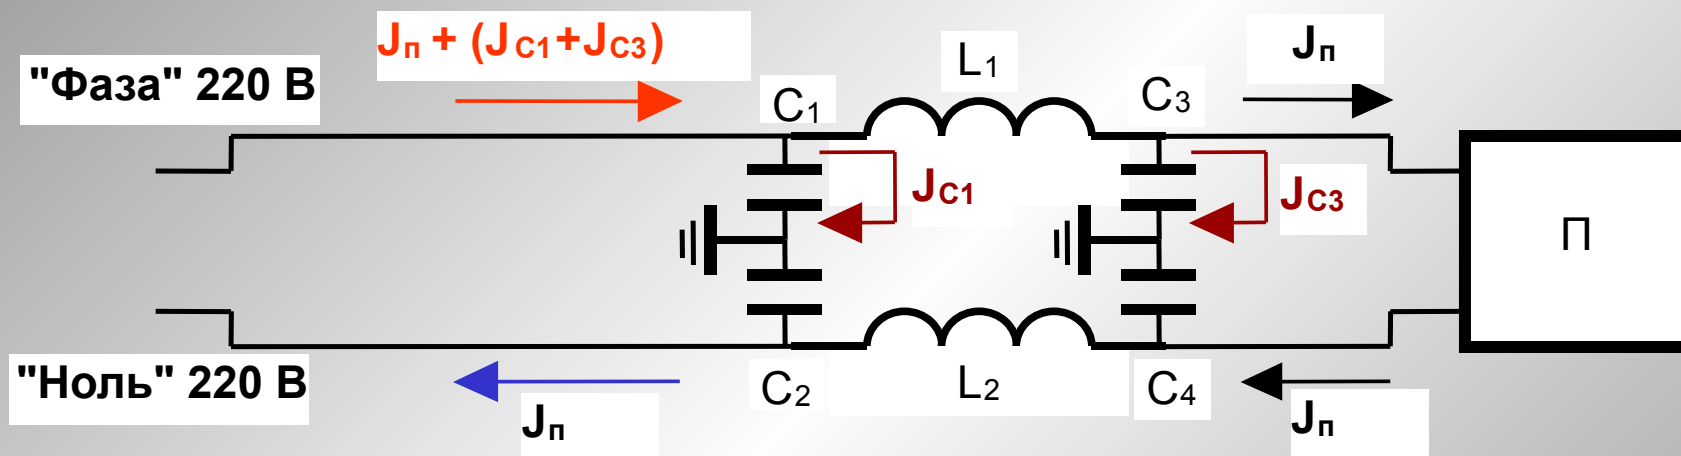 Jп + (JC1+JC3)
Jп
L1
"Фаза" 220 В
C1
C3
JC1
JC3
П
"Ноль" 220 В
C2
L2
C4
Jп
Jп